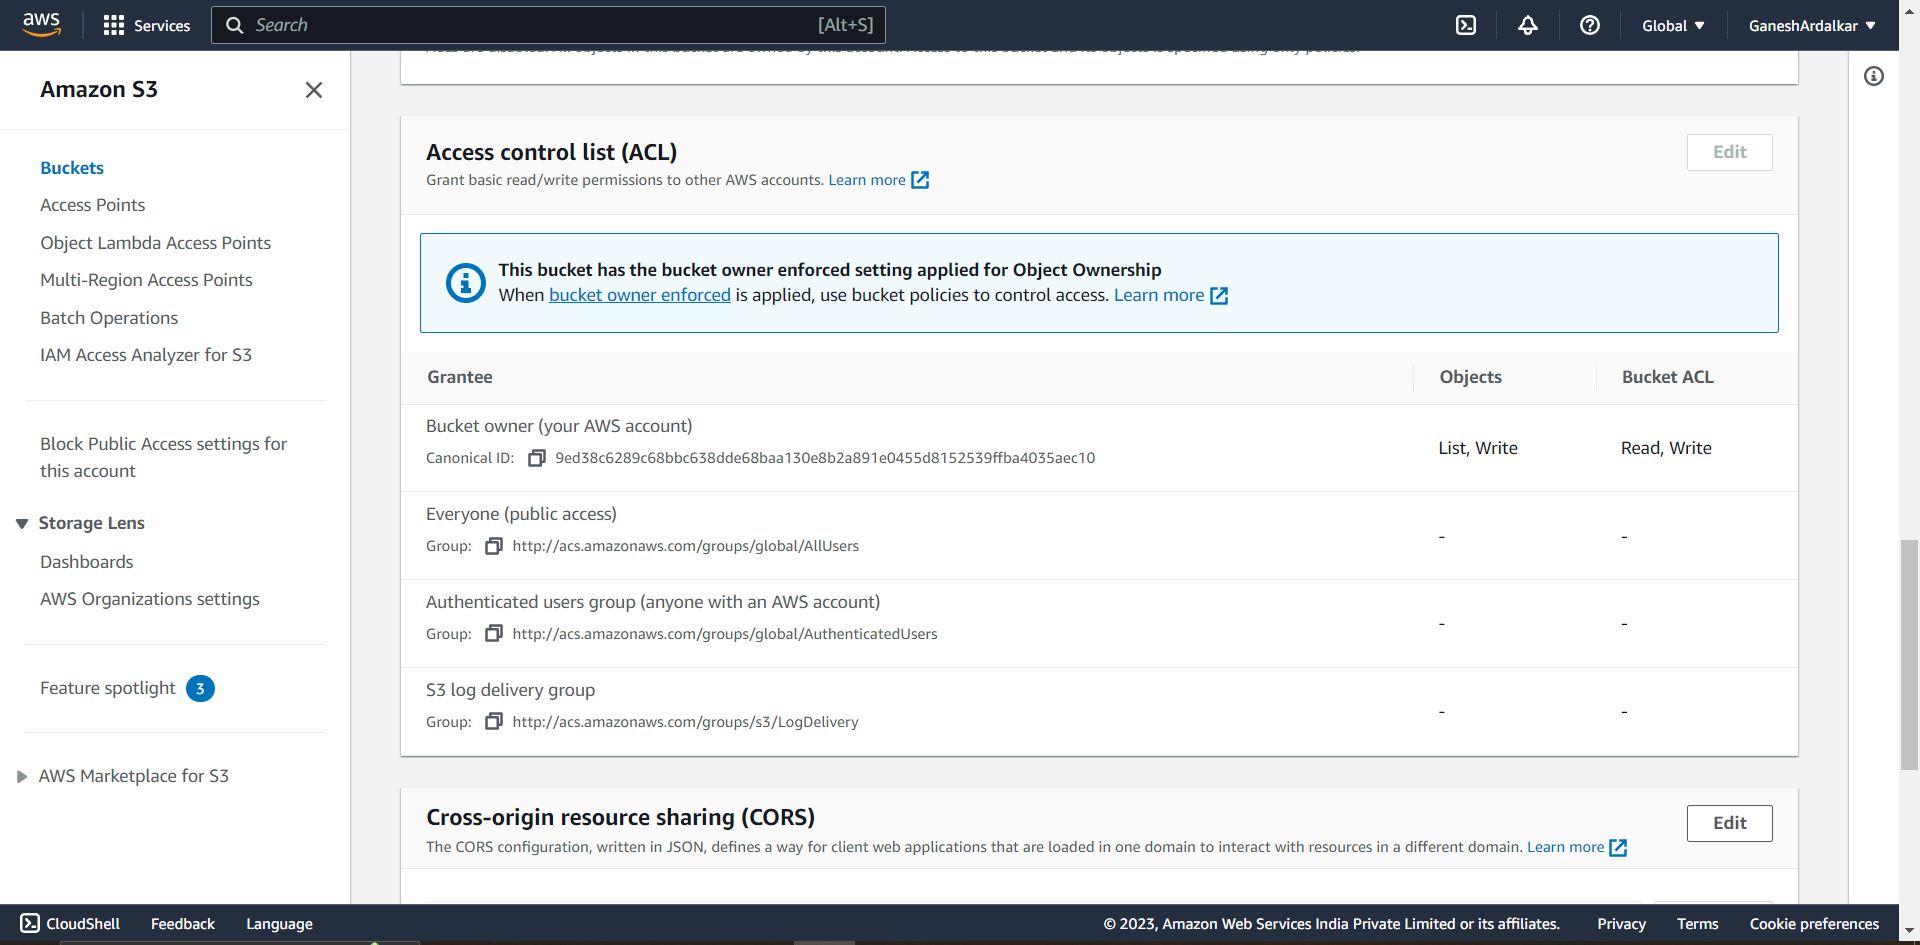 aws
Services
Search
[Alt+S]
Global
GaneshArdalkar
Amazon S3
Buckets
Access Points
Object Lambda Access Points
Multi-Region Access Points
Batch Operations
IAM Access Analyzer for S3
Block Public Access settings for
this account
Storage Lens
Dashboards
AWS Organizations settings
Feature spotlight 3
AWS Marketplace for S3
Access control list (ACL)
Edit
Grant basic read/write permissions to other AWS accounts. Learn more
This bucket has the bucket owner enforced setting applied for Object Ownership
When bucket owner enforced is applied, use bucket policies to control access. Learn more
Grantee
Objects
Bucket ACL
Bucket owner (your AWS account)
Canonical ID: 9ed38c6289c68bbc638dde68baa130e8b2a891e0455d8152539ffba4035aec10
List, Write
Read, Write
Everyone (public access)
Group: http://acs.amazonaws.com/groups/global/AllUsers
-
-
Authenticated users group (anyone with an AWS account)
Group: http://acs.amazonaws.com/groups/global/AuthenticatedUsers
-
-
S3 log delivery group
Group: http://acs.amazonaws.com/groups/s3/LogDelivery
-
-
Cross-origin resource sharing (CORS)
Edit
The CORS configuration, written in JSON, defines a way for client web applications that are loaded in one domain to interact with resources in a different domain. Learn more
CloudShell
Feedback
Language
© 2023, Amazon Web Services India Private Limited or its affiliates.
Privacy
Terms
Cookie preferences